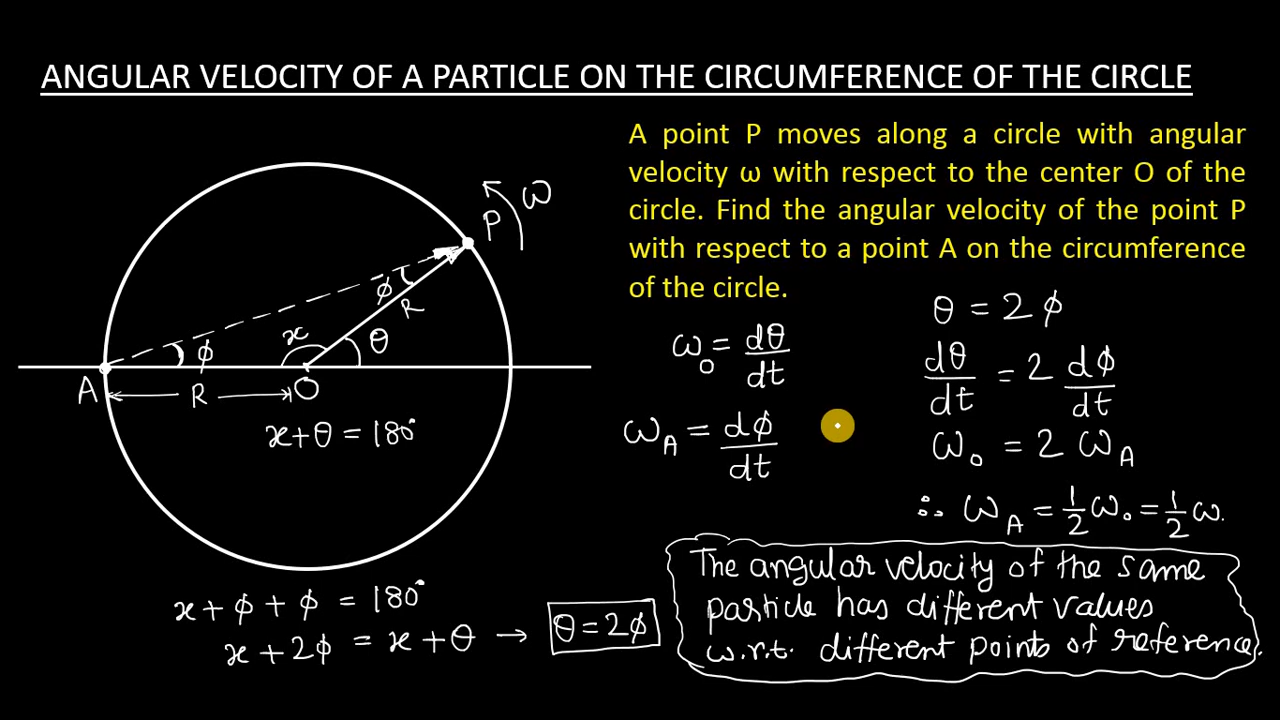 ANGULAR VELOCITY OF A PARTICLE ON THE CIRCUMFERENCE OF THE CIRCLE
A point P moves along a circle with angular
velocity ω with respect to the center O of the
circle. Find the angular velocity of the point P
with respect to a point A on the circumference
of the circle.
ω
P
φ
R
x
θ
φ
A
R
O
x+θ = 180°
x + φ + φ = 180°
x + 2φ = x + θ → θ = 2φ
ω₀ = dθ/dt
ω_A = dφ/dt
θ = 2φ
dθ/dt = 2 dφ/dt
ω₀ = 2 ω_A
∴ ω_A = 1/2 ω₀ = 1/2 ω.
The angular velocity of the same
particle has different values
w.r.t. different points of reference.